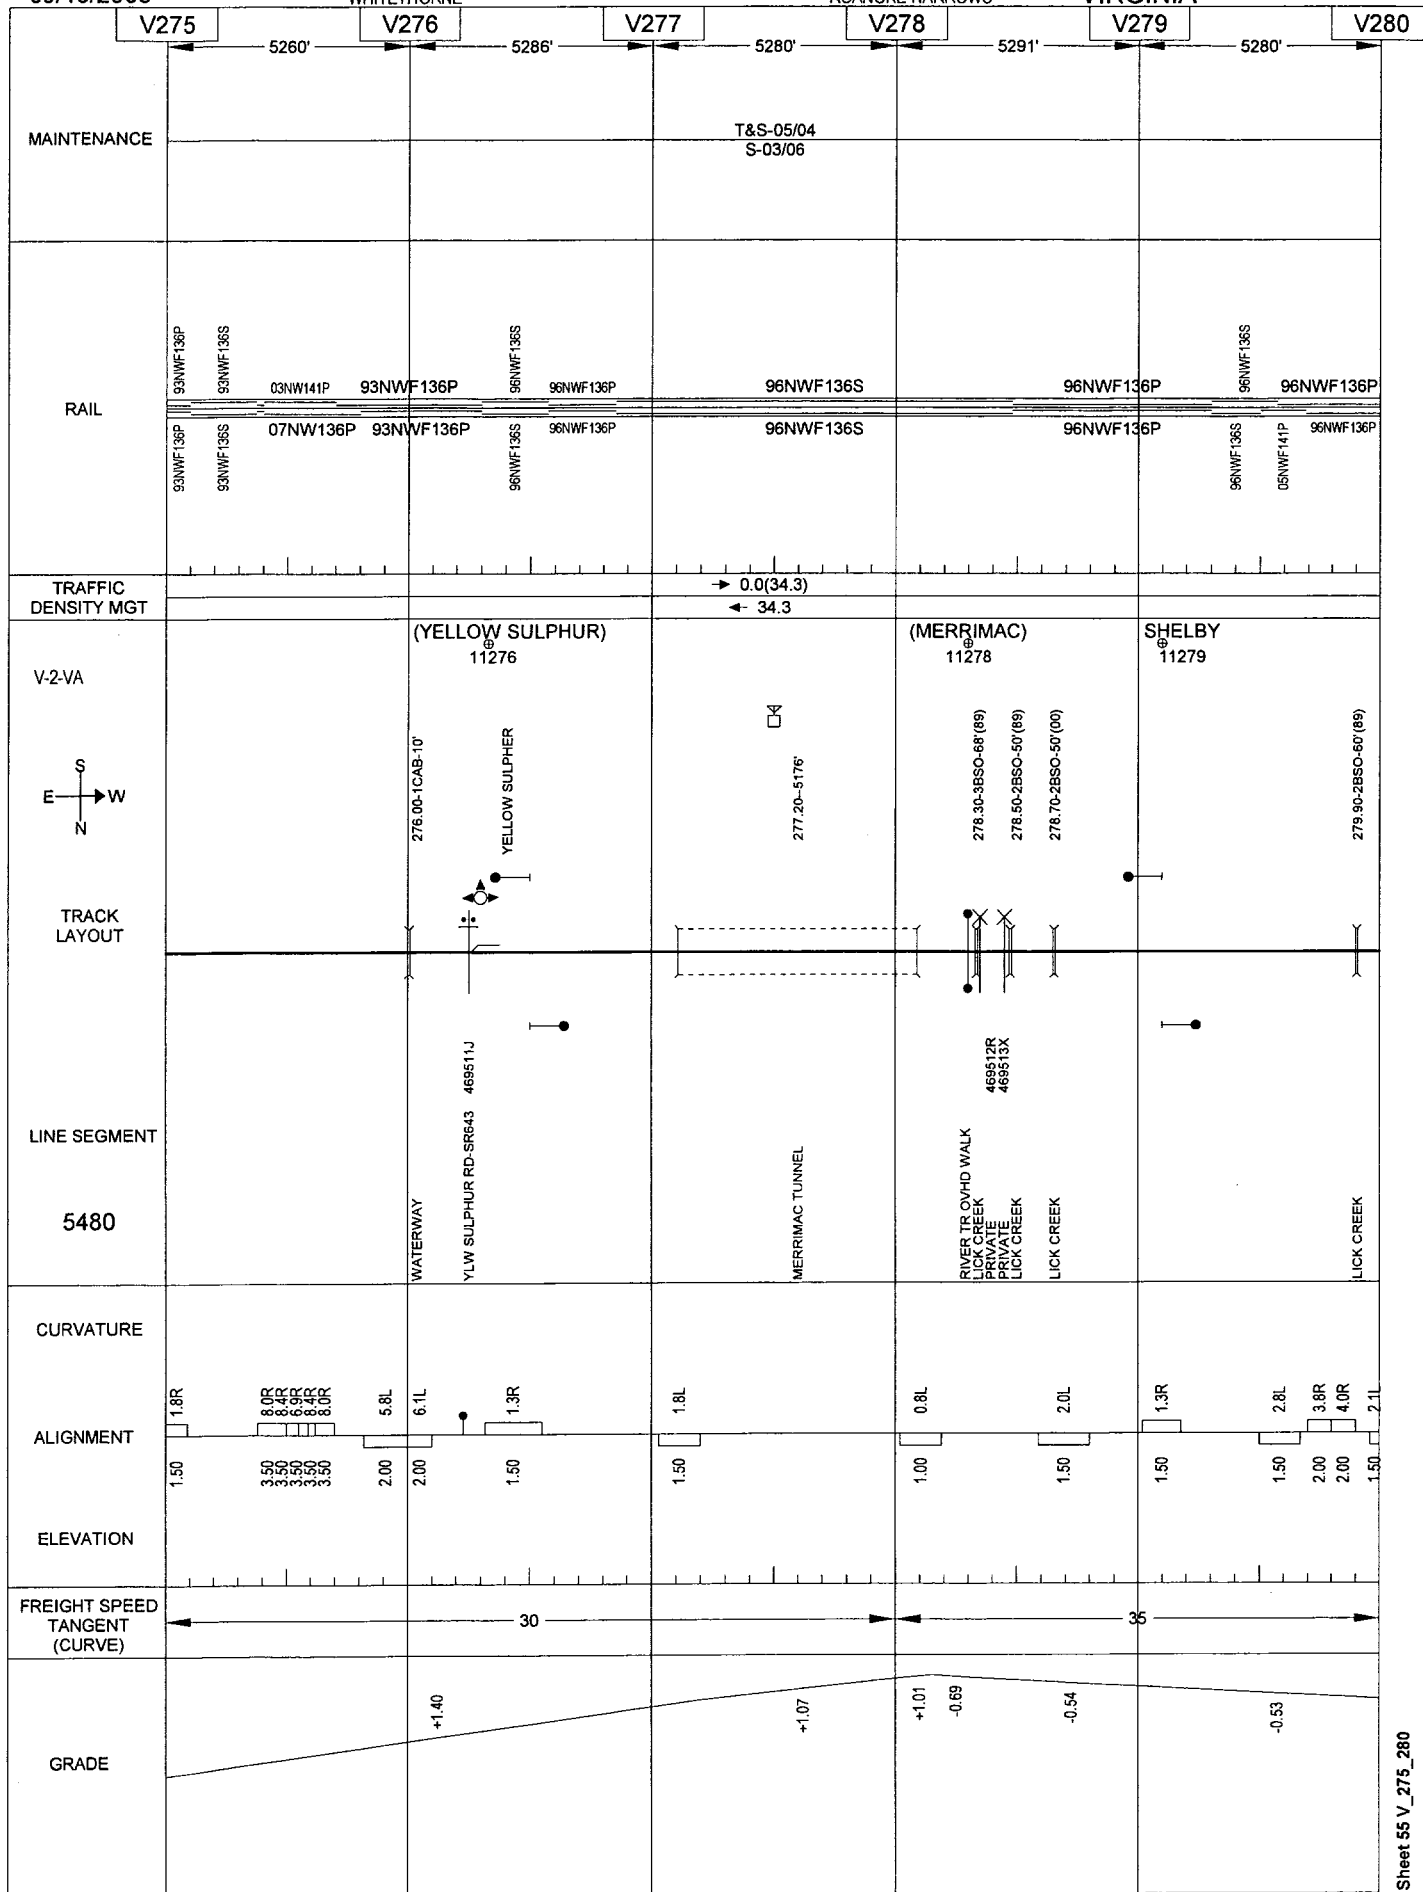 V275 V276 V277 V278 V279 V280
5260' 5286' 5280' 5291' 5280'
MAINTENANCE
T&S-05/04
S-03/06
93NWF136P 93NWF136S 03NW141P 93NWF136P 96NWF136S 96NWF136P 96NWF136S 96NWF136P 96NWF136S 96NWF136P
RAIL
93NWF136P 93NWF136S 07NW136P 93NWF136P 96NWF136S 96NWF136P 96NWF136S 96NWF136P 96NWF136S 05NWF141P 96NWF136P
TRAFFIC
DENSITY MGT
0.0(34.3)
34.3
(YELLOW SULPHUR) (MERRIMAC) SHELBY
11276 11278 11279
V-2-VA
S
E W
N
276.00-1CAB-10'
YELLOW SULPHER
277.20--5176'
278.30-3BSO-68'(89)
278.50-2BSO-50'(89)
278.70-2BSO-50'(00)
279.90-2BSO-60'(89)
TRACK
LAYOUT
LINE SEGMENT
5480
WATERWAY
YLW SULPHUR RD-SR643 469511J
MERRIMAC TUNNEL
RIVER TR OVHD WALK
LICK CREEK
PRIVATE 469512R
PRIVATE 469513X
LICK CREEK
LICK CREEK
LICK CREEK
CURVATURE
1.8R 8.0R 8.4R 6.9R 8.4R 8.0R 5.8L 6.1L 1.3R 1.8L 0.8L 2.0L 1.3R 2.8L 3.8R 4.0R 2.1L
ALIGNMENT
1.50 3.50 3.50 3.50 3.50 3.50 2.00 2.00 1.50 1.50 1.00 1.50 1.50 1.50 2.00 2.00 1.50
ELEVATION
FREIGHT SPEED
TANGENT
(CURVE)
30 35
+1.40 +1.07 +1.01 -0.69 -0.54 -0.53
GRADE
Sheet 55 V_275_280